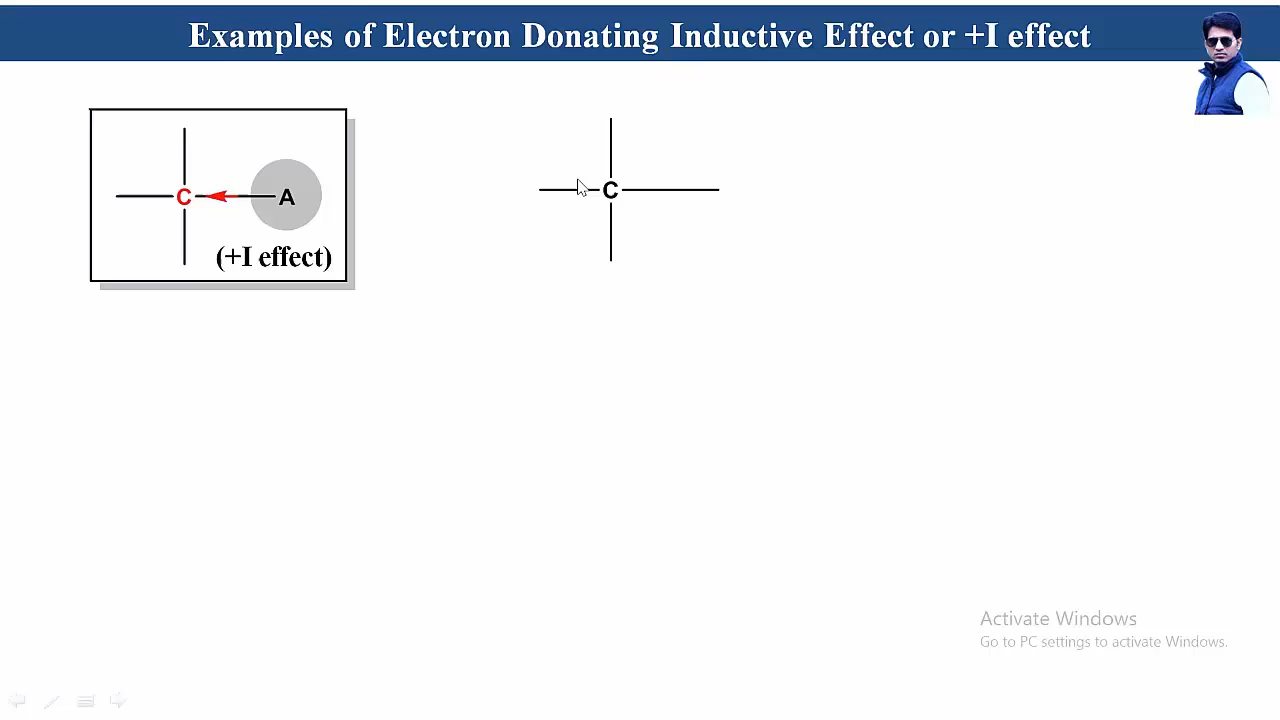 Examples of Electron Donating Inductive Effect or +I effect
C A
(+I effect)
C
Activate Windows
Go to PC settings to activate Windows.